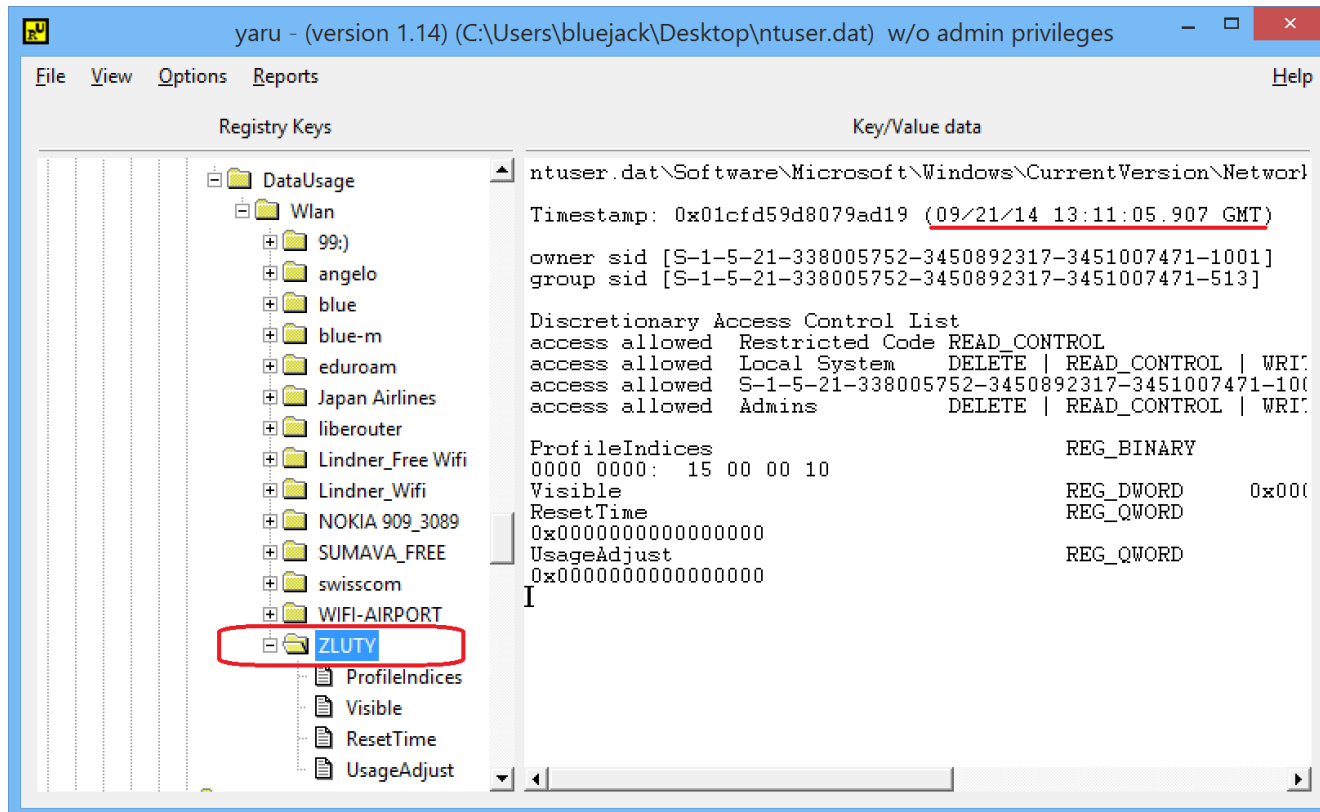 yaru - (version 1.14) (C:\Users\bluejack\Desktop\ntuser.dat) w/o admin privileges
File View Options Reports Help
Registry Keys
Key/Value data
DataUsage
Wlan
99:)
angelo
blue
blue-m
eduroam
Japan Airlines
liberouter
Lindner_Free Wifi
Lindner_Wifi
NOKIA 909_3089
SUMAVA_FREE
swisscom
WIFI-AIRPORT
ZLUTY
ProfileIndices
Visible
ResetTime
UsageAdjust
ntuser.dat\Software\Microsoft\Windows\CurrentVersion\Network
Timestamp: 0x01cfd59d8079ad19 (09/21/14 13:11:05.907 GMT)
owner sid [S-1-5-21-338005752-3450892317-3451007471-1001]
group sid [S-1-5-21-338005752-3450892317-3451007471-513]
Discretionary Access Control List
access allowed Restricted Code READ_CONTROL
access allowed Local System DELETE | READ_CONTROL | WRI
access allowed S-1-5-21-338005752-3450892317-3451007471-100
access allowed Admins DELETE | READ_CONTROL | WRI
ProfileIndices REG_BINARY
0000 0000: 15 00 00 10
Visible REG_DWORD 0x00
ResetTime REG_QWORD
0x0000000000000000
UsageAdjust REG_QWORD
0x0000000000000000